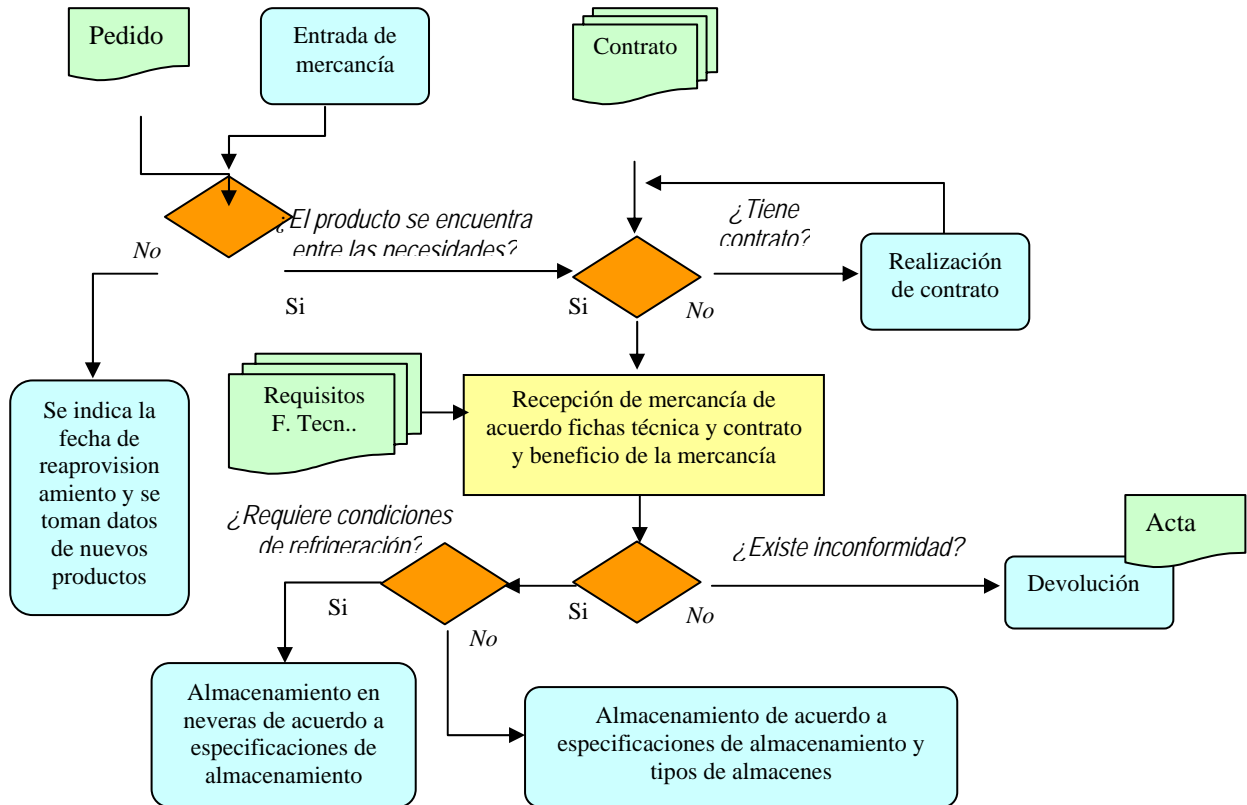 Pedido
Entrada de
mercancía
Contrato
¿El producto se encuentra
entre las necesidades?
¿Tiene
contrato?
No
Si
Si
No
Realización
de contrato
Se indica la
fecha de
reaprovision
amiento y se
toman datos
de nuevos
productos
Requisitos
F. Tecn..
Recepción de mercancía de
acuerdo fichas técnica y contrato
y beneficio de la mercancía
¿Requiere condiciones
de refrigeración?
¿Existe inconformidad?
Acta
Devolución
Si
No
Si
No
Almacenamiento en
neveras de acuerdo a
especificaciones de
almacenamiento
Almacenamiento de acuerdo a
especificaciones de almacenamiento y
tipos de almacenes